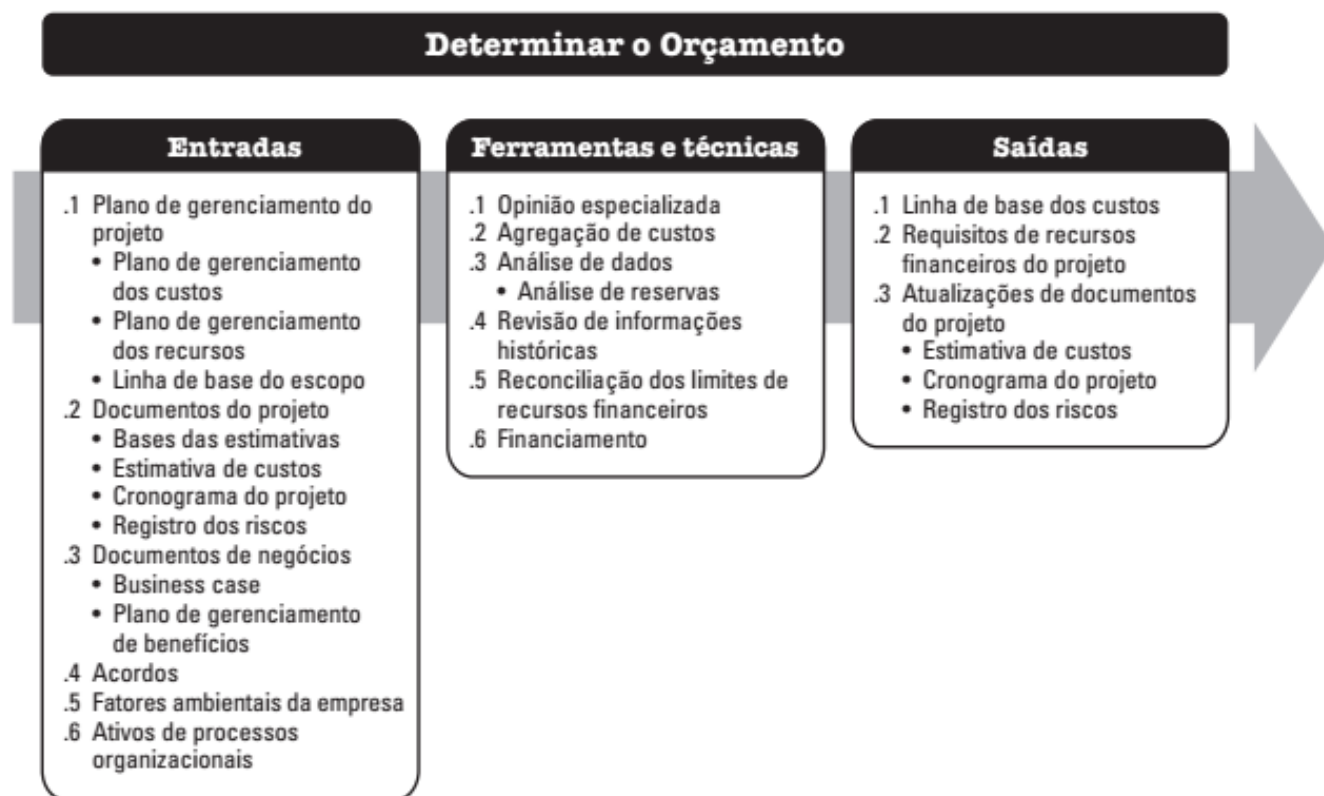 Determinar o Orçamento
Entradas
.1 Plano de gerenciamento do
projeto
• Plano de gerenciamento
dos custos
• Plano de gerenciamento
dos recursos
• Linha de base do escopo
.2 Documentos do projeto
• Bases das estimativas
• Estimativa de custos
• Cronograma do projeto
• Registro dos riscos
.3 Documentos de negócios
• Business case
• Plano de gerenciamento
de benefícios
.4 Acordos
.5 Fatores ambientais da empresa
.6 Ativos de processos
organizacionais
Ferramentas e técnicas
.1 Opinião especializada
.2 Agregação de custos
.3 Análise de dados
• Análise de reservas
.4 Revisão de informações
históricas
.5 Reconciliação dos limites de
recursos financeiros
.6 Financiamento
Saídas
.1 Linha de base dos custos
.2 Requisitos de recursos
financeiros do projeto
.3 Atualizações de documentos
do projeto
• Estimativa de custos
• Cronograma do projeto
• Registro dos riscos